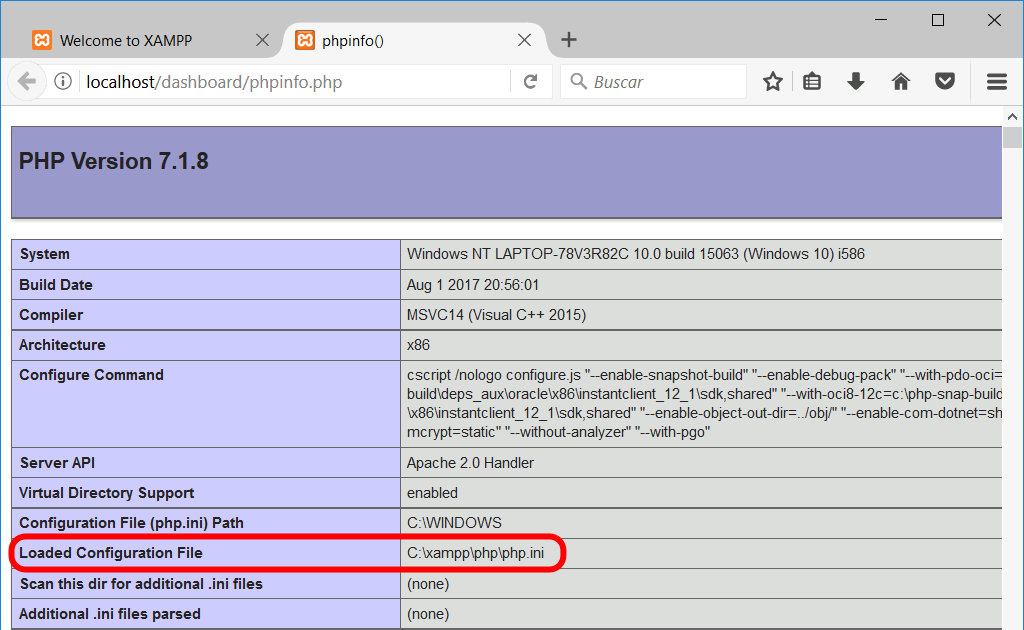 Welcome to XAMPP
phpinfo()
localhost/dashboard/phpinfo.php
Buscar
PHP Version 7.1.8
System Windows NT LAPTOP-78V3R82C 10.0 build 15063 (Windows 10) i586
Build Date Aug 1 2017 20:56:01
Compiler MSVC14 (Visual C++ 2015)
Architecture x86
Configure Command cscript /nologo configure.js "--enable-snapshot-build" "--enable-debug-pack" "--with-pdo-oci=
build\deps_aux\oracle\x86\instantclient_12_1\sdk,shared" "--with-oci8-12c=c:\php-snap-build
\x86\instantclient_12_1\sdk,shared" "--enable-object-out-dir=../obj/" "--enable-com-dotnet=sh
mcrypt=static" "--without-analyzer" "--with-pgo"
Server API Apache 2.0 Handler
Virtual Directory Support enabled
Configuration File (php.ini) Path C:\WINDOWS
Loaded Configuration File C:\xampp\php\php.ini
Scan this dir for additional .ini files (none)
Additional .ini files parsed (none)